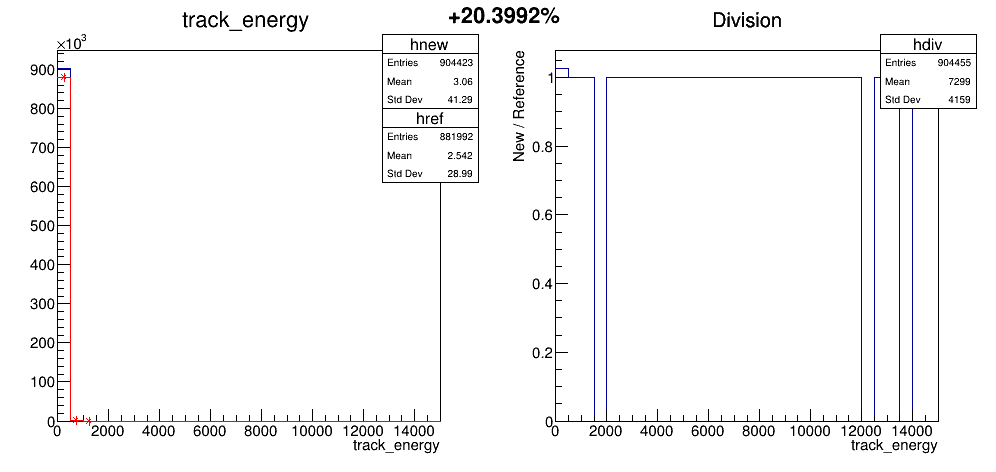 +20.3992%
track_energy
×10³
900
800
700
600
500
400
300
200
100
0
0 2000 4000 6000 8000 10000 12000 14000
track_energy
hnew
Entries 904423
Mean 3.06
Std Dev 41.29
href
Entries 881992
Mean 2.542
Std Dev 28.99
Division
New / Reference
1
0.8
0.6
0.4
0.2
0
0 2000 4000 6000 8000 10000 12000 14000
track_energy
hdiv
Entries 904455
Mean 7299
Std Dev 4159